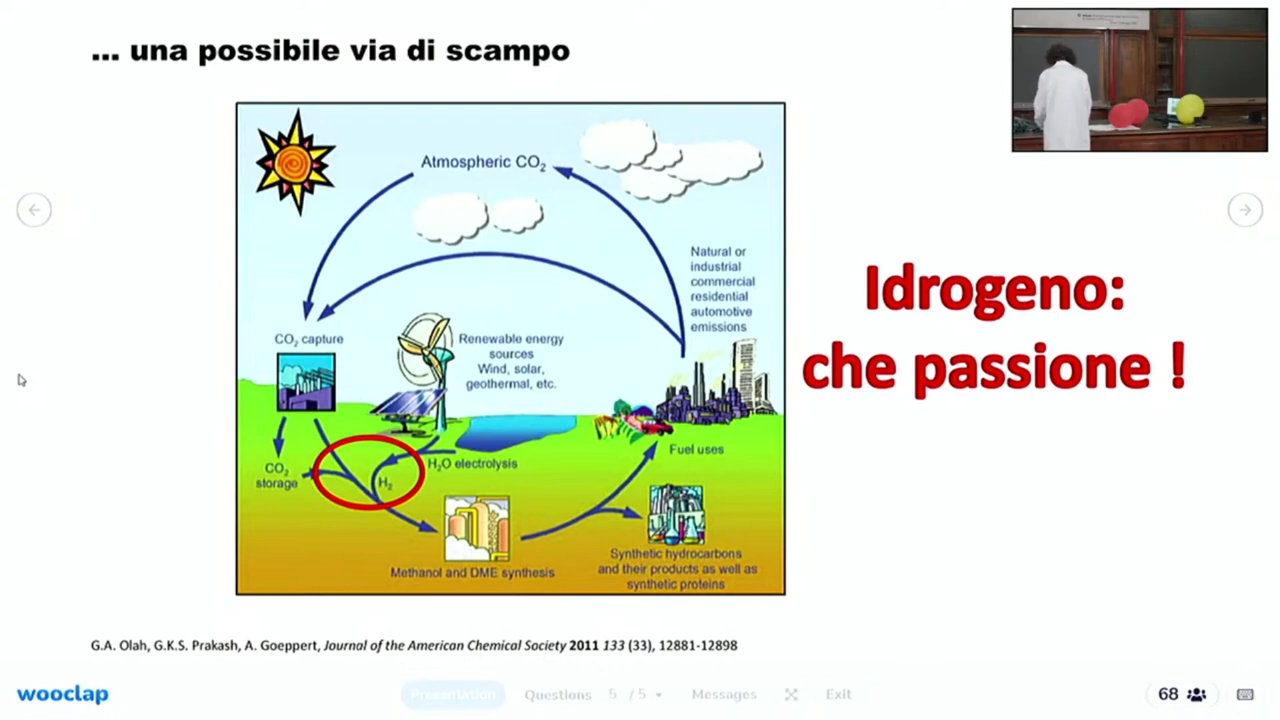 ... una possibile via di scampo
Atmospheric CO₂
Natural or
industrial
commercial
residential
automotive
emissions
Idrogeno:
che passione !
CO₂ capture
Renewable energy
sources
Wind, solar,
geothermal, etc.
CO₂
storage
H₂O electrolysis
H₂
Fuel uses
Methanol and DME synthesis
Synthetic hydrocarbons
and their products as well as
synthetic proteins
G.A. Olah, G.K.S. Prakash, A. Goeppert, Journal of the American Chemical Society 2011 133 (33), 12881-12898
wooclap
Presentation
Questions 5 / 5
Messages
Exit
68